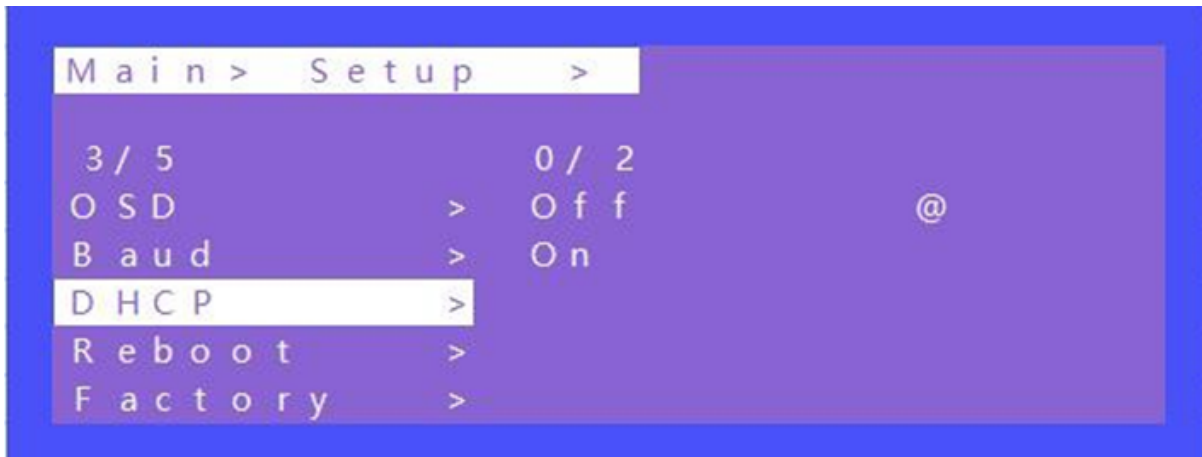 Main> Setup >
3/5 0/2
OSD > Off @
Baud > On
DHCP >
Reboot >
Factory >